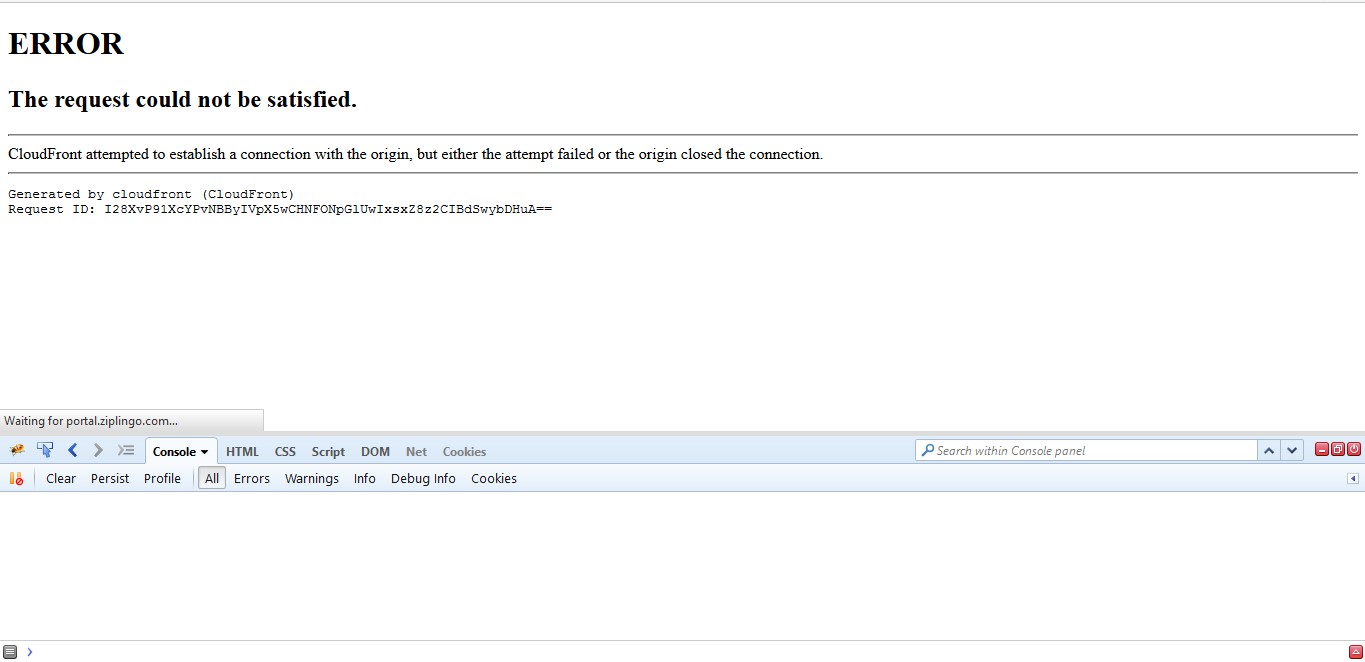 ERROR
The request could not be satisfied.
CloudFront attempted to establish a connection with the origin, but either the attempt failed or the origin closed the connection.
Generated by cloudfront (CloudFront)
Request ID: I28XvP91XcYPvNBByIVpX5wCHNFONpGlUwIxsxZ8z2CIBdSwybDHuA==
Waiting for portal.ziplingo.com...
Console HTML CSS Script DOM Net Cookies Search within Console panel
Clear Persist Profile All Errors Warnings Info Debug Info Cookies